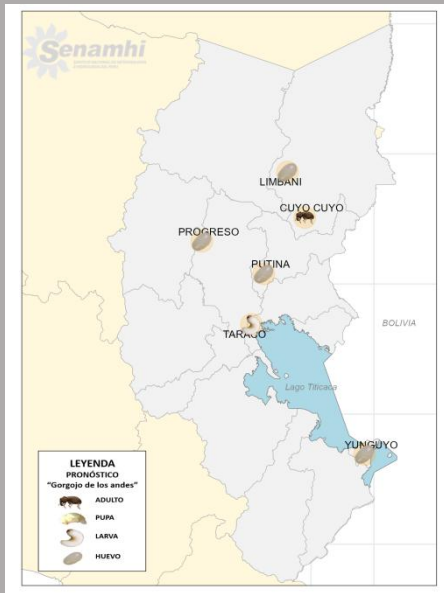 Senamhi
LIMBANI
CUYO CUYO
PROGRESO
PUTINA
TARACO
BOLIVIA
Lago Titicaca
YUNGUYO
LEYENDA
PRONÓSTICO
"Gorgojo de los andes"
ADULTO
PUPA
LARVA
HUEVO